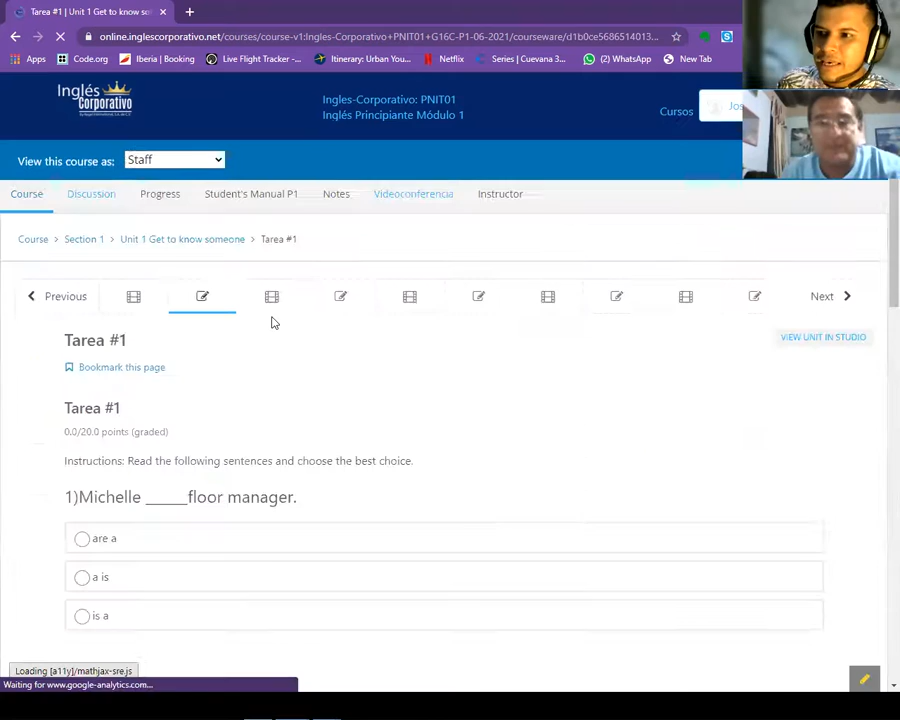 Tarea #1 | Unit 1 Get to know so
online.inglescorporativo.net/courses/course-v1:Ingles-Corporativo+PNIT01+G16C-P1-06-2021/courseware/d1b0ce5686514013...
Apps Code.org Iberia | Booking Live Flight Tracker -... Itinerary: Urban You... Netflix Series | Cuevana 3... (2) WhatsApp New Tab
Inglés
Corporativo
Ingles-Corporativo: PNIT01
Inglés Principiante Módulo 1
Cursos
Jos
View this course as: Staff
Course Discussion Progress Student's Manual P1 Notes Videoconferencia Instructor
Course > Section 1 > Unit 1 Get to know someone > Tarea #1
Previous Next
Tarea #1
VIEW UNIT IN STUDIO
Bookmark this page
Tarea #1
0.0/20.0 points (graded)
Instructions: Read the following sentences and choose the best choice.
1)Michelle _____floor manager.
are a
a is
is a
Loading [a11y]/mathjax-sre.js
Waiting for www.google-analytics.com...